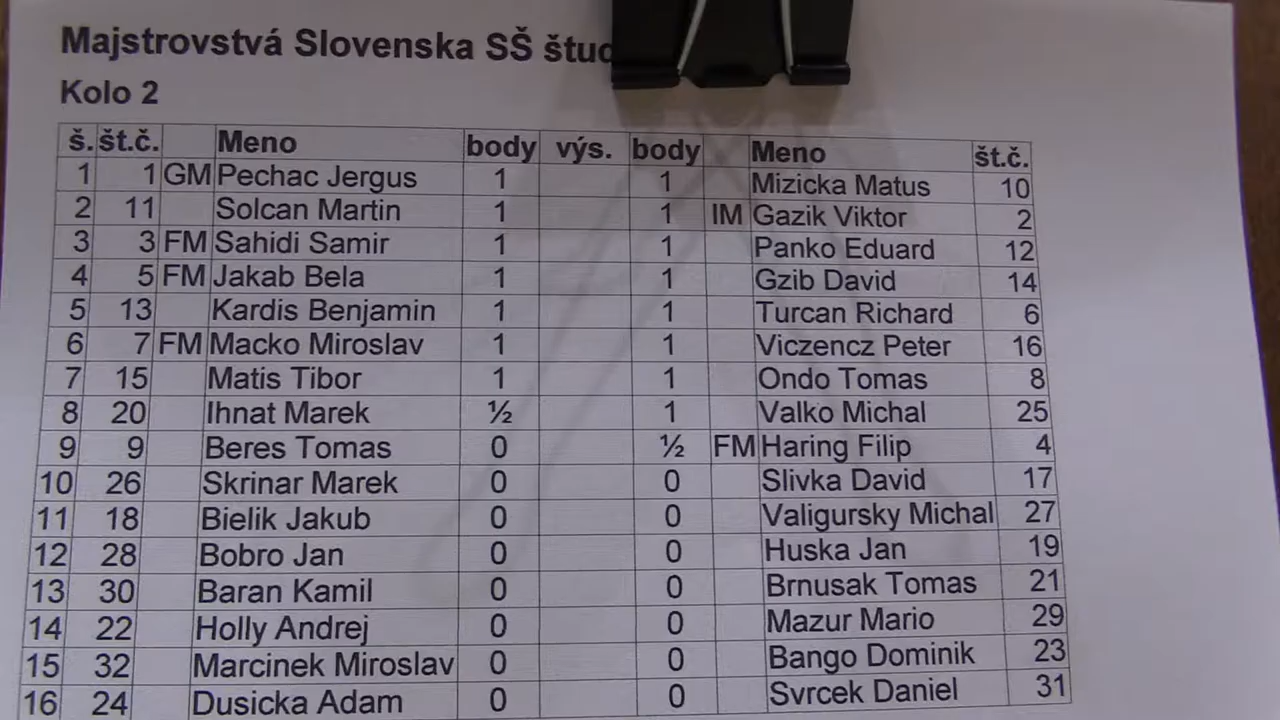 Majstrovstvá Slovenska SŠ štud
Kolo 2
š. št.č. Meno body výs. body Meno št.č.
1 1 GM Pechac Jergus 1 1 Mizicka Matus 10
2 11 Solcan Martin 1 1 IM Gazik Viktor 2
3 3 FM Sahidi Samir 1 1 Panko Eduard 12
4 5 FM Jakab Bela 1 1 Gzib David 14
5 13 Kardis Benjamin 1 1 Turcan Richard 6
6 7 FM Macko Miroslav 1 1 Viczencz Peter 16
7 15 Matis Tibor 1 1 Ondo Tomas 8
8 20 Ihnat Marek ½ 1 Valko Michal 25
9 9 Beres Tomas 0 ½ FM Haring Filip 4
10 26 Skrinar Marek 0 0 Slivka David 17
11 18 Bielik Jakub 0 0 Valigursky Michal 27
12 28 Bobro Jan 0 0 Huska Jan 19
13 30 Baran Kamil 0 0 Brnusak Tomas 21
14 22 Holly Andrej 0 0 Mazur Mario 29
15 32 Marcinek Miroslav 0 0 Bango Dominik 23
16 24 Dusicka Adam 0 0 Svrcek Daniel 31